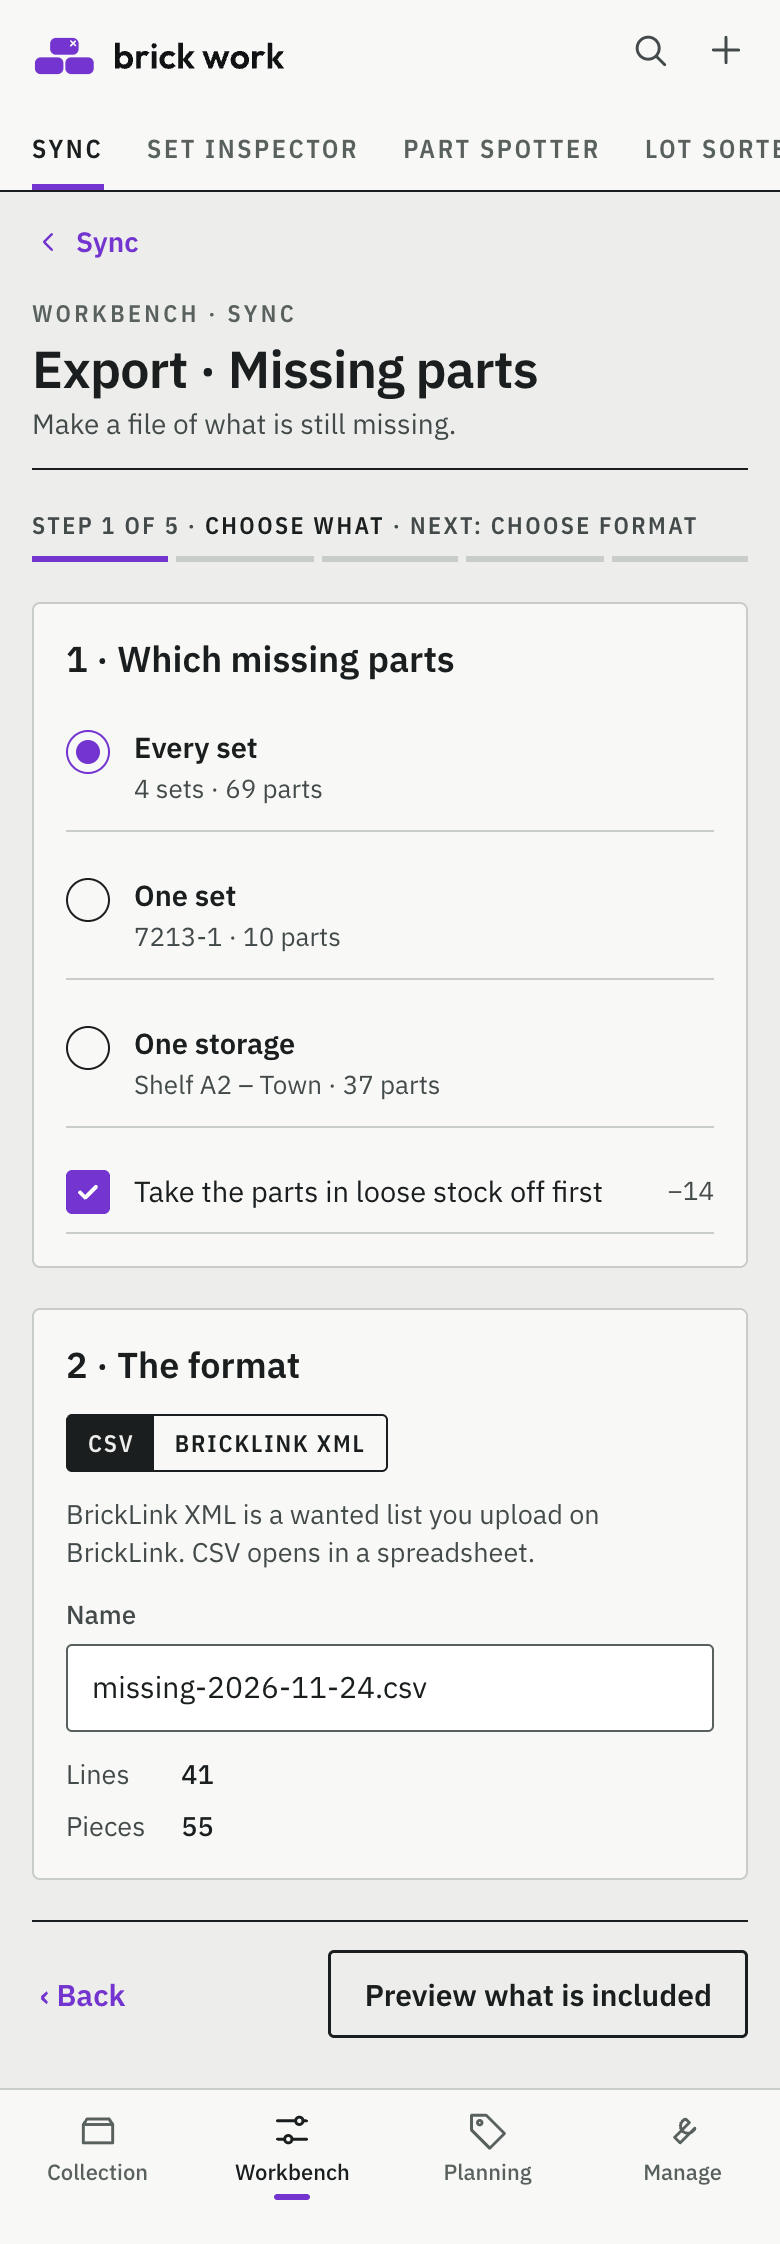 brick work
SYNC SET INSPECTOR PART SPOTTER LOT SORTE
Sync
WORKBENCH · SYNC
Export · Missing parts
Make a file of what is still missing.
STEP 1 OF 5 · CHOOSE WHAT · NEXT: CHOOSE FORMAT
1 · Which missing parts
Every set
4 sets · 69 parts
One set
7213-1 · 10 parts
One storage
Shelf A2 – Town · 37 parts
Take the parts in loose stock off first −14
2 · The format
CSV BRICKLINK XML
BrickLink XML is a wanted list you upload on
BrickLink. CSV opens in a spreadsheet.
Name
missing-2026-11-24.csv
Lines 41
Pieces 55
‹ Back Preview what is included
Collection Workbench Planning Manage